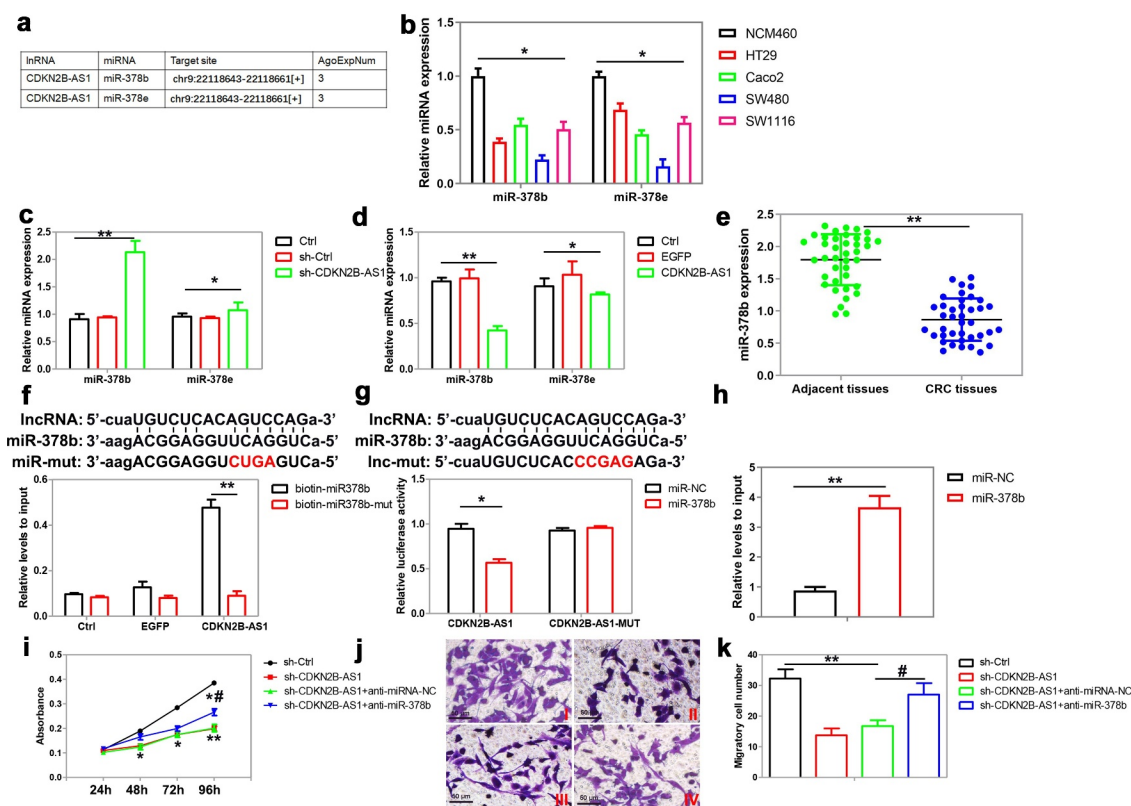 a
lnRNA miRNA Target site AgoExpNum
CDKN2B-AS1 miR-378b chr9:22118643-22118661[+] 3
CDKN2B-AS1 miR-378e chr9:22118643-22118661[+] 3
b
Relative miRNA expression
1.5
1.0
0.5
0.0
* *
miR-378b miR-378e
NCM460
HT29
Caco2
SW480
SW1116
c
Relative miRNA expression
2.5
2.0
1.5
1.0
0.5
0.0
** *
miR-378b miR-378e
Ctrl
sh-Ctrl
sh-CDKN2B-AS1
d
Relative miRNA expression
1.5
1.0
0.5
0.0
** *
miR-378b miR-378e
Ctrl
EGFP
CDKN2B-AS1
e
miR-378b expression
2.5
2.0
1.5
1.0
0.5
0.0
**
Adjacent tissues CRC tissues
f
lncRNA: 5’-cuaUGUCUCACAGUCCAGa-3’
miR-378b: 3’-aagACGGAGGUUCAGGUCa-5’
miR-mut: 3’-aagACGGAGGUCUGAGUCa-5’
Relative levels to input
0.6
0.4
0.2
0.0
**
Ctrl EGFP CDKN2B-AS1
biotin-miR378b
biotin-miR378b-mut
g
lncRNA: 5’-cuaUGUCUCACAGUCCAGa-3’
miR-378b: 3’-aagACGGAGGUUCAGGUCa-5’
lnc-mut: 5’-cuaUGUCUCACCCGAGAGa-3’
Relative luciferase activity
1.5
1.0
0.5
0.0
*
CDKN2B-AS1 CDKN2B-AS1-MUT
miR-NC
miR-378b
h
Relative levels to input
5
4
3
2
1
0
**
miR-NC
miR-378b
i
Absorbance
0.5
0.4
0.3
0.2
0.1
0.0
* * *# **
24h 48h 72h 96h
sh-Ctrl
sh-CDKN2B-AS1
sh-CDKN2B-AS1+anti-miRNA-NC
sh-CDKN2B-AS1+anti-miR-378b
j
50 μm I
50 μm II
50 μm III
50 μm IV
k
Migratory cell number
40
30
20
10
0
** #
sh-Ctrl
sh-CDKN2B-AS1
sh-CDKN2B-AS1+anti-miRNA-NC
sh-CDKN2B-AS1+anti-miR-378b